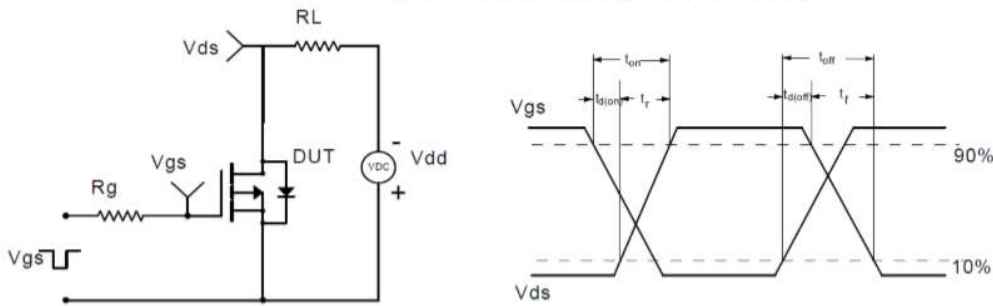 RL
Vds
DUT
VDC
-
Vdd
+
Vgs
Rg
Vgs
ton
toff
td(on)
tr
td(off)
tf
Vgs
90%
10%
Vds